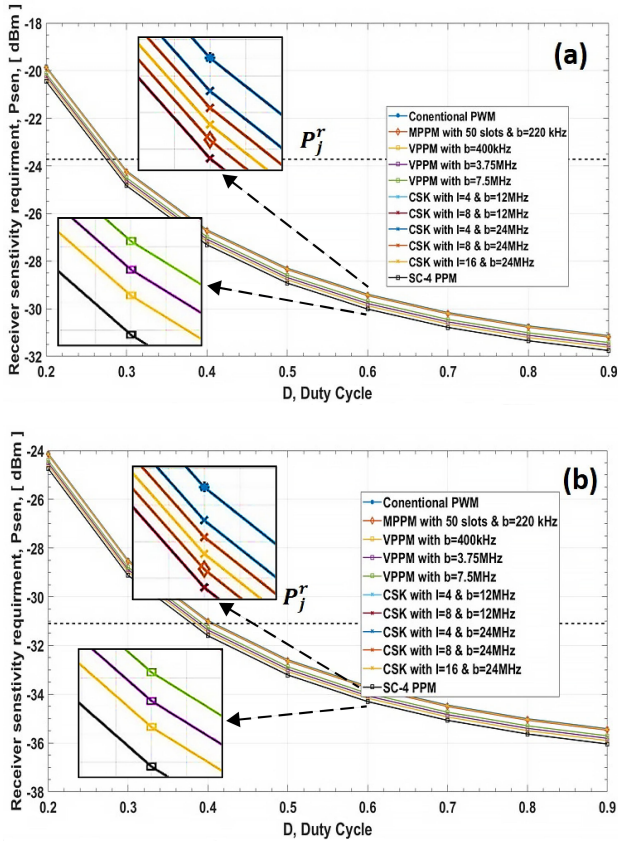 (a)
Receiver senstivity requirment, Psen, [ dBm]
-18
-20
-22
-24
-26
-28
-30
-32
P_j^r
Conentional PWM
MPPM with 50 slots & b=220 kHz
VPPM with b=400kHz
VPPM with b=3.75MHz
VPPM with b=7.5MHz
CSK with I=4 & b=12MHz
CSK with I=8 & b=12MHz
CSK with I=4 & b=24MHz
CSK with I=8 & b=24MHz
CSK with I=16 & b=24MHz
SC-4 PPM
0.2 0.3 0.4 0.5 0.6 0.7 0.8 0.9
D, Duty Cycle
(b)
Receiver senstivity requirment, Psen, [ dBm]
-24
-26
-28
-30
-32
-34
-36
-38
P_j^r
Conentional PWM
MPPM with 50 slots & b=220 kHz
VPPM with b=400kHz
VPPM with b=3.75MHz
VPPM with b=7.5MHz
CSK with I=4 & b=12MHz
CSK with I=8 & b=12MHz
CSK with I=4 & b=24MHz
CSK with I=8 & b=24MHz
CSK with I=16 & b=24MHz
SC-4 PPM
0.2 0.3 0.4 0.5 0.6 0.7 0.8 0.9
D, Duty Cycle